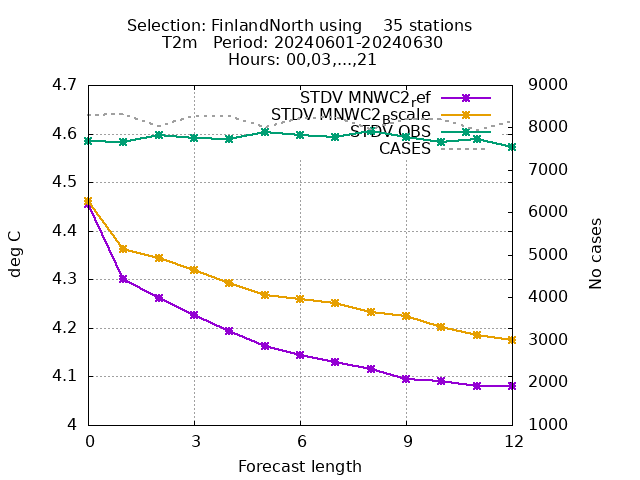 Selection: FinlandNorth using 35 stations
T2m Period: 20240601-20240630
Hours: 00,03,...,21
STDV MNWC2_ref
STDV MNWC2_Bscale
STDV OBS
CASES
4.7
4.6
4.5
4.4
4.3
4.2
4.1
4
9000
8000
7000
6000
5000
4000
3000
2000
1000
deg C
No cases
0 3 6 9 12
Forecast length